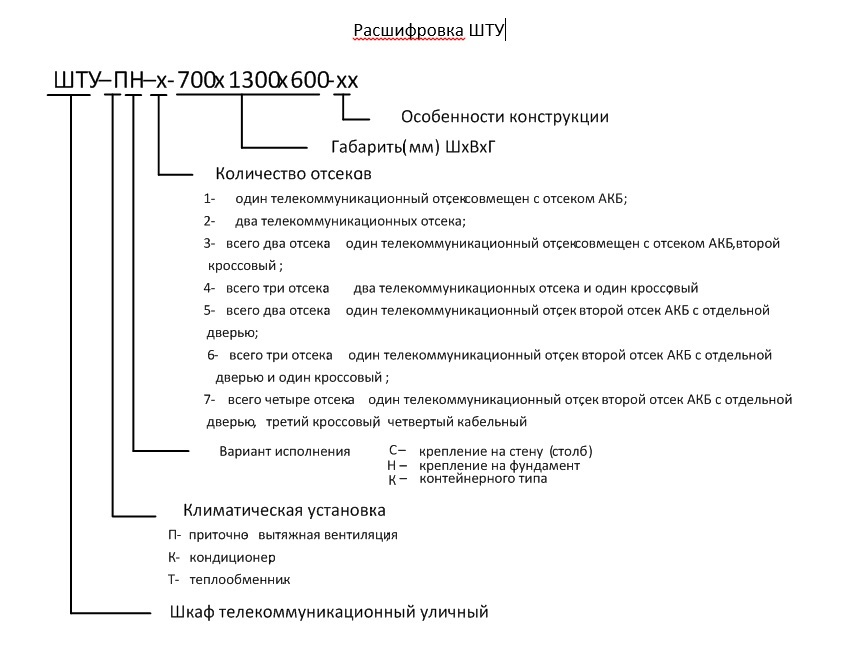 Расшифровка ШТУ
ШТУ–ПН–х-700х1300х600-хх
Особенности конструкции
Габарить(мм) ШхВхГ
Количество отсеков
1- один телекоммуникационный отсек совмещен с отсеком АКБ;
2- два телекоммуникационных отсека;
3- всего два отсека один телекоммуникационный отсек совмещен с отсеком АКБ, второй
кроссовый ;
4- всего три отсека два телекоммуникационных отсека и один кроссовый
5- всего два отсека один телекоммуникационный отсек второй отсек АКБ с отдельной
дверью;
6- всего три отсека один телекоммуникационный отсек второй отсек АКБ с отдельной
дверью и один кроссовый ;
7- всего четыре отсека один телекоммуникационный отсек второй отсек АКБ с отдельной
дверью, третий кроссовый, четвертый кабельный
Вариант исполнения
С – крепление на стену (столб)
Н – крепление на фундамент
К – контейнерного типа
Климатическая установка
П- приточно вытяжная вентиляция;
К- кондиционер;
Т- теплообменник.
Шкаф телекоммуникационный уличный